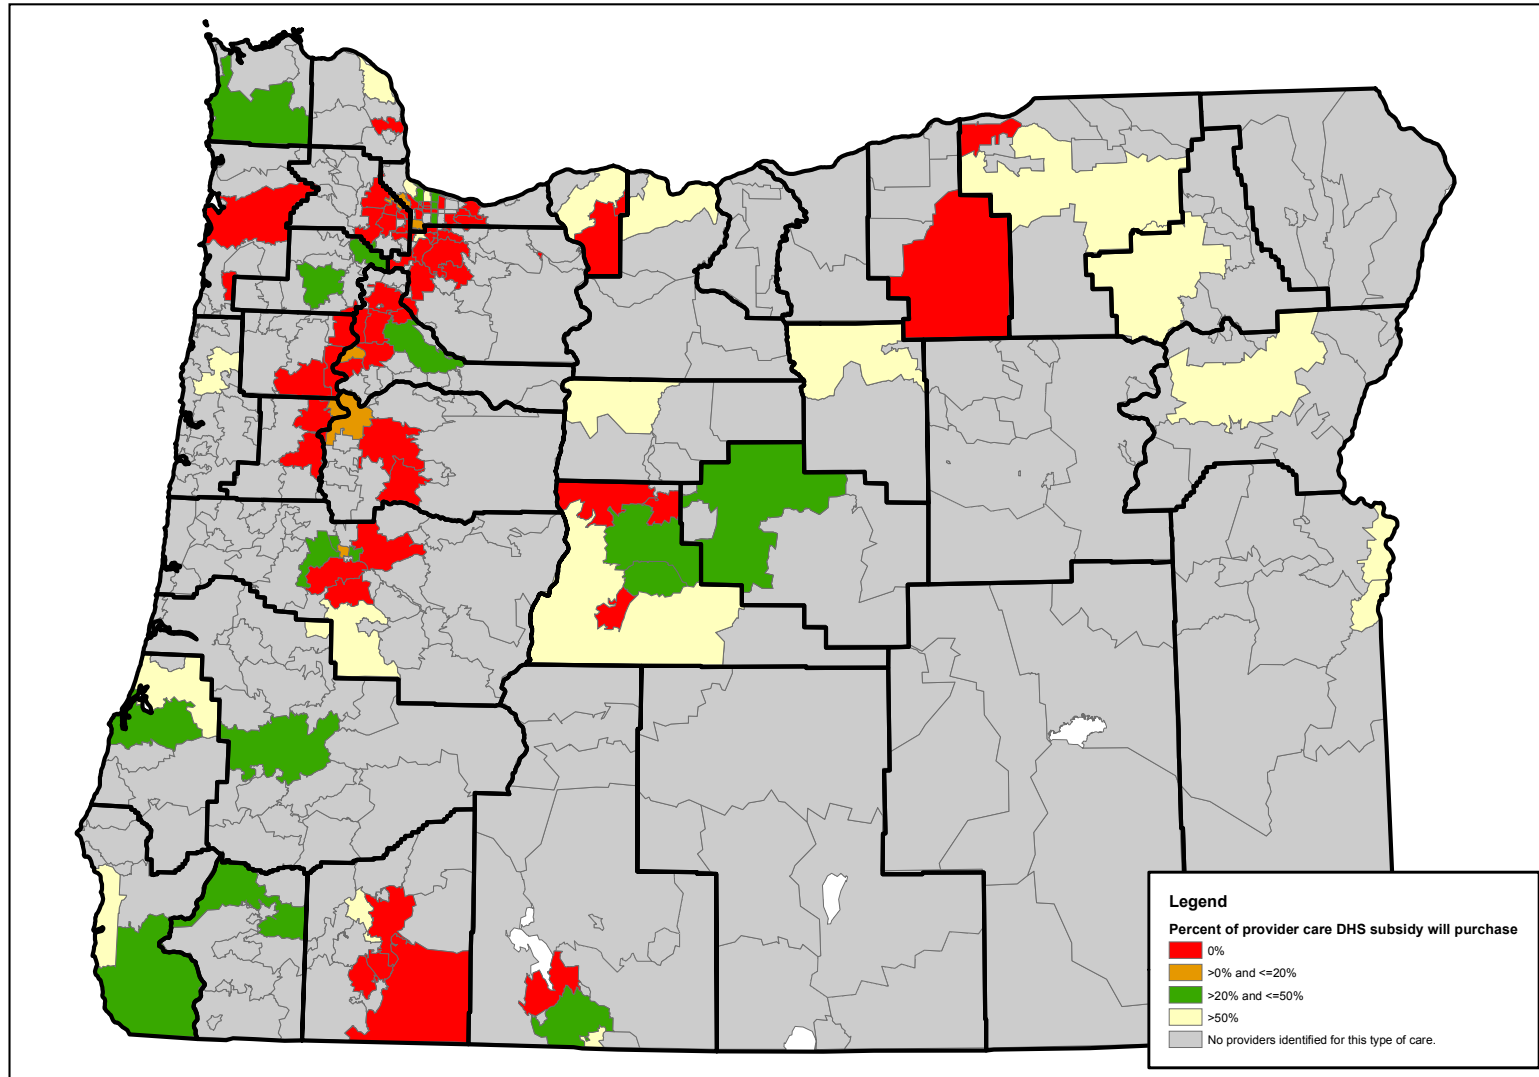 Legend
Percent of provider care DHS subsidy will purchase
0%
>0% and <=20%
>20% and <=50%
>50%
No providers identified for this type of care.